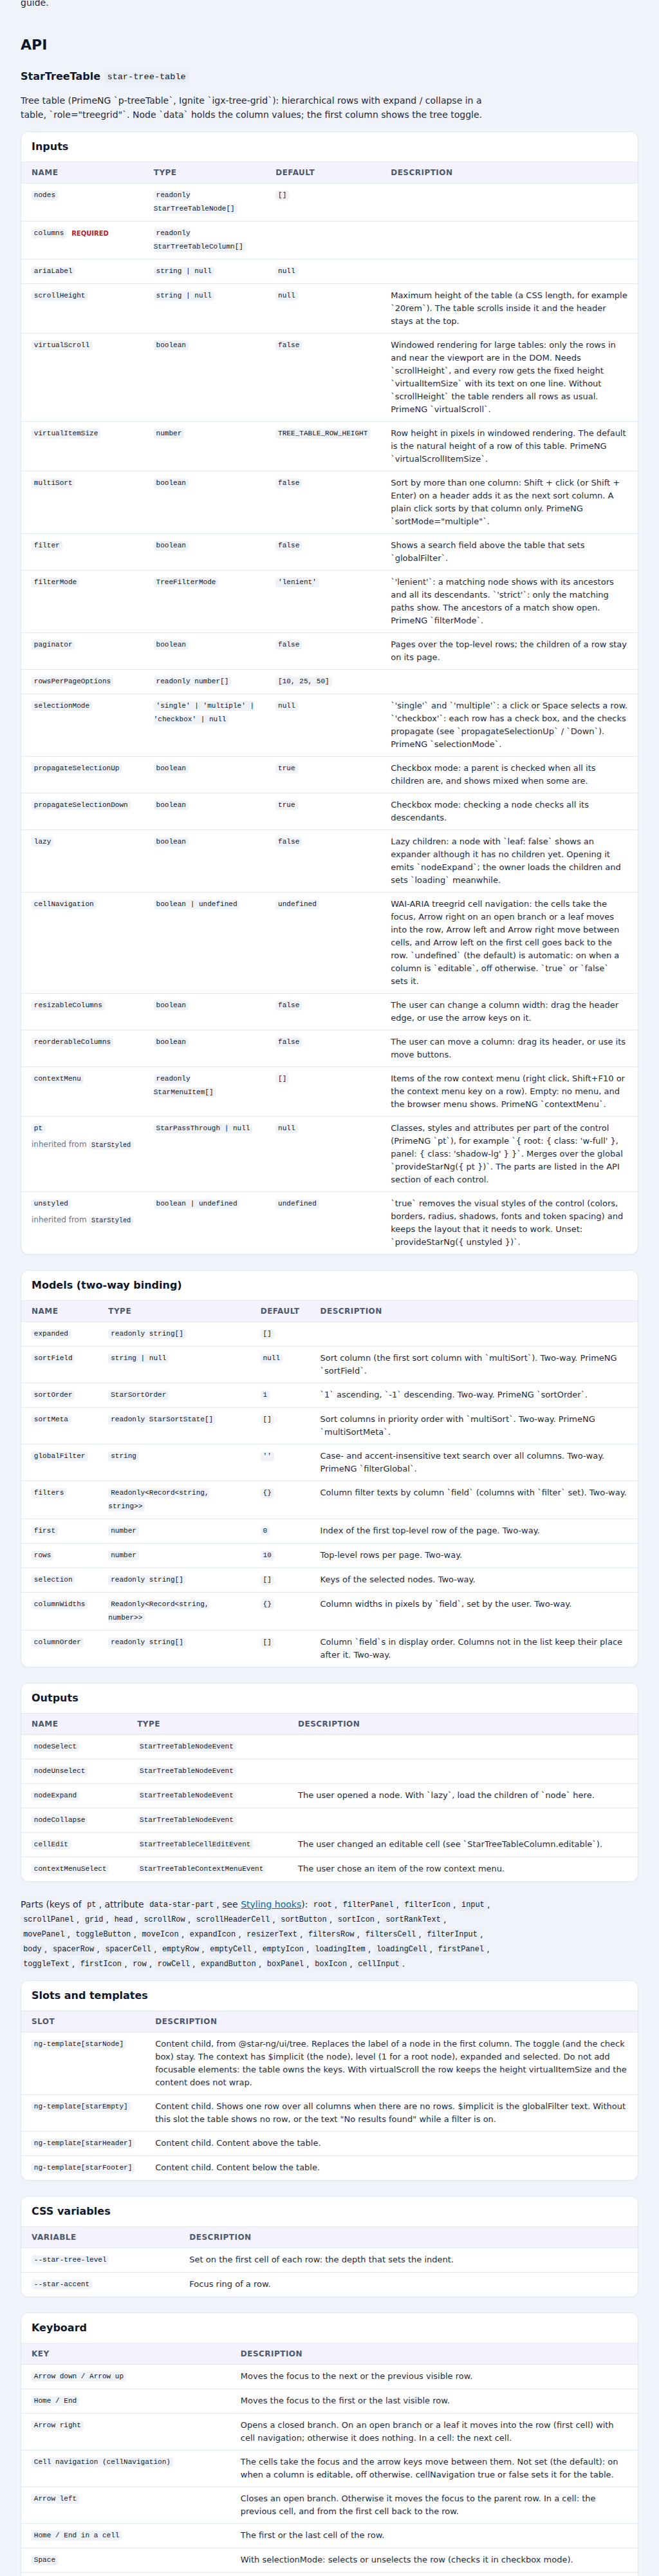 guide.
API
StarTreeTable star-tree-table
Tree table (PrimeNG `p-treeTable`, Ignite `igx-tree-grid`): hierarchical rows with expand / collapse in a
table, `role="treegrid"`. Node `data` holds the column values; the first column shows the tree toggle.
Inputs
NAME TYPE DEFAULT DESCRIPTION
nodes readonly []
StarTreeTableNode[]
columns REQUIRED readonly
StarTreeTableColumn[]
ariaLabel string | null null
scrollHeight string | null null Maximum height of the table (a CSS length, for example
`20rem`). The table scrolls inside it and the header
stays at the top.
virtualScroll boolean false Windowed rendering for large tables: only the rows in
and near the viewport are in the DOM. Needs
`scrollHeight`, and every row gets the fixed height
`virtualItemSize` with its text on one line. Without
`scrollHeight` the table renders all rows as usual.
PrimeNG `virtualScroll`.
virtualItemSize number TREE_TABLE_ROW_HEIGHT Row height in pixels in windowed rendering. The default
is the natural height of a row of this table. PrimeNG
`virtualScrollItemSize`.
multiSort boolean false Sort by more than one column: Shift + click (or Shift +
Enter) on a header adds it as the next sort column. A
plain click sorts by that column only. PrimeNG
`sortMode="multiple"`.
filter boolean false Shows a search field above the table that sets
`globalFilter`.
filterMode TreeFilterMode 'lenient' `'lenient'`: a matching node shows with its ancestors
and all its descendants. `'strict'`: only the matching
paths show. The ancestors of a match show open.
PrimeNG `filterMode`.
paginator boolean false Pages over the top-level rows; the children of a row stay
on its page.
rowsPerPageOptions readonly number[] [10, 25, 50]
selectionMode 'single' | 'multiple' | null `'single'` and `'multiple'`: a click or Space selects a row.
'checkbox' | null `'checkbox'`: each row has a check box, and the checks
propagate (see `propagateSelectionUp` / `Down`).
PrimeNG `selectionMode`.
propagateSelectionUp boolean true Checkbox mode: a parent is checked when all its
children are, and shows mixed when some are.
propagateSelectionDown boolean true Checkbox mode: checking a node checks all its
descendants.
lazy boolean false Lazy children: a node with `leaf: false` shows an
expander although it has no children yet. Opening it
emits `nodeExpand`; the owner loads the children and
sets `loading` meanwhile.
cellNavigation boolean | undefined undefined WAI-ARIA treegrid cell navigation: the cells take the
focus, Arrow right on an open branch or a leaf moves
into the row, Arrow left and Arrow right move between
cells, and Arrow left on the first cell goes back to the
row. `undefined` (the default) is automatic: on when a
column is `editable`, off otherwise. `true` or `false`
sets it.
resizableColumns boolean false The user can change a column width: drag the header
edge, or use the arrow keys on it.
reorderableColumns boolean false The user can move a column: drag its header, or use its
move buttons.
contextMenu readonly [] Items of the row context menu (right click, Shift+F10 or
StarMenuItem[] the context menu key on a row). Empty: no menu, and
the browser menu shows. PrimeNG `contextMenu`.
pt StarPassThrough | null null Classes, styles and attributes per part of the control
inherited from StarStyled (PrimeNG `pt`), for example `{ root: { class: 'w-full' },
panel: { class: 'shadow-lg' } }`. Merges over the global
`provideStarNg({ pt })`. The parts are listed in the API
section of each control.
unstyled boolean | undefined undefined `true` removes the visual styles of the control (colors,
inherited from StarStyled borders, radius, shadows, fonts and token spacing) and
keeps the layout that it needs to work. Unset:
`provideStarNg({ unstyled })`.
Models (two-way binding)
NAME TYPE DEFAULT DESCRIPTION
expanded readonly string[] []
sortField string | null null Sort column (the first sort column with `multiSort`). Two-way. PrimeNG
`sortField`.
sortOrder StarSortOrder 1 `1` ascending, `-1` descending. Two-way. PrimeNG `sortOrder`.
sortMeta readonly StarSortState[] [] Sort columns in priority order with `multiSort`. Two-way. PrimeNG
`multiSortMeta`.
globalFilter string '' Case- and accent-insensitive text search over all columns. Two-way.
PrimeNG `filterGlobal`.
filters Readonly<Record<string, {} Column filter texts by column `field` (columns with `filter` set). Two-way.
string>>
first number 0 Index of the first top-level row of the page. Two-way.
rows number 10 Top-level rows per page. Two-way.
selection readonly string[] [] Keys of the selected nodes. Two-way.
columnWidths Readonly<Record<string, {} Column widths in pixels by `field`, set by the user. Two-way.
number>>
columnOrder readonly string[] [] Column `field`s in display order. Columns not in the list keep their place
after it. Two-way.
Outputs
NAME TYPE DESCRIPTION
nodeSelect StarTreeTableNodeEvent
nodeUnselect StarTreeTableNodeEvent
nodeExpand StarTreeTableNodeEvent The user opened a node. With `lazy`, load the children of `node` here.
nodeCollapse StarTreeTableNodeEvent
cellEdit StarTreeTableCellEditEvent The user changed an editable cell (see `StarTreeTableColumn.editable`).
contextMenuSelect StarTreeTableContextMenuEvent The user chose an item of the row context menu.
Parts (keys of pt, attribute data-star-part, see Styling hooks): root, filterPanel, filterIcon, input,
scrollPanel, grid, head, scrollRow, scrollHeaderCell, sortButton, sortIcon, sortRankText,
movePanel, toggleButton, moveIcon, expandIcon, resizerText, filtersRow, filtersCell, filterInput,
body, spacerRow, spacerCell, emptyRow, emptyCell, emptyIcon, loadingItem, loadingCell, firstPanel,
toggleText, firstIcon, row, rowCell, expandButton, boxPanel, boxIcon, cellInput.
Slots and templates
SLOT DESCRIPTION
ng-template[starNode] Content child, from @star-ng/ui/tree. Replaces the label of a node in the first column. The toggle (and the check
box) stay. The context has $implicit (the node), level (1 for a root node), expanded and selected. Do not add
focusable elements: the table owns the keys. With virtualScroll the row keeps the height virtualItemSize and the
content does not wrap.
ng-template[starEmpty] Content child. Shows one row over all columns when there are no rows. $implicit is the globalFilter text. Without
this slot the table shows no row, or the text "No results found" while a filter is on.
ng-template[starHeader] Content child. Content above the table.
ng-template[starFooter] Content child. Content below the table.
CSS variables
VARIABLE DESCRIPTION
--star-tree-level Set on the first cell of each row: the depth that sets the indent.
--star-accent Focus ring of a row.
Keyboard
KEY DESCRIPTION
Arrow down / Arrow up Moves the focus to the next or the previous visible row.
Home / End Moves the focus to the first or the last visible row.
Arrow right Opens a closed branch. On an open branch or a leaf it moves into the row (first cell) with
cell navigation; otherwise it does nothing. In a cell: the next cell.
Cell navigation (cellNavigation) The cells take the focus and the arrow keys move between them. Not set (the default): on
when a column is editable, off otherwise. cellNavigation true or false sets it for the table.
Arrow left Closes an open branch. Otherwise it moves the focus to the parent row. In a cell: the
previous cell, and from the first cell back to the row.
Home / End in a cell The first or the last cell of the row.
Space With selectionMode: selects or unselects the row (checks it in checkbox mode).